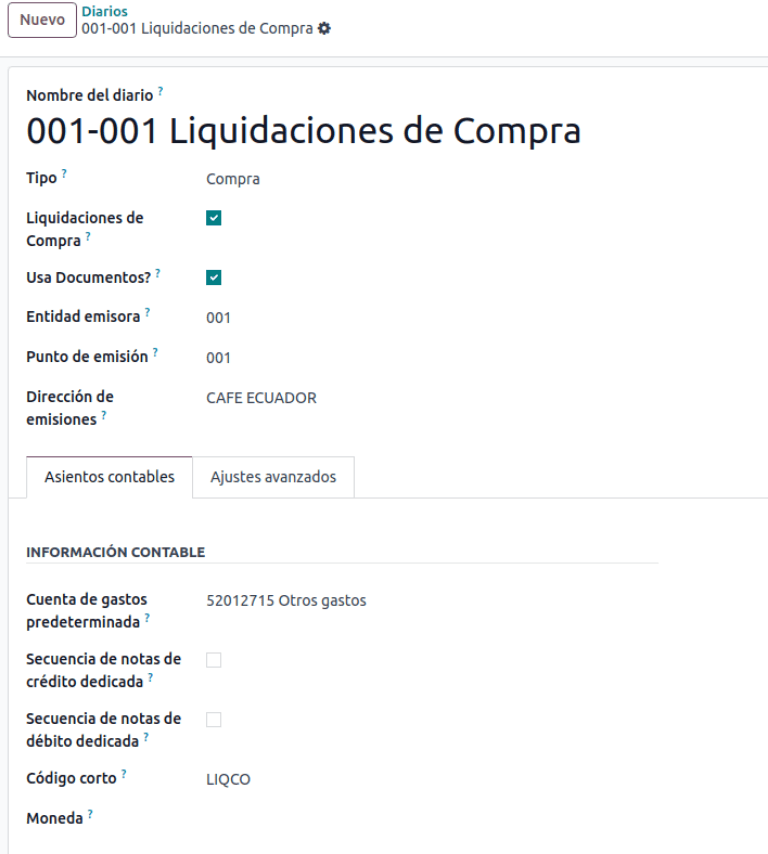 Nuevo
Diarios
001-001 Liquidaciones de Compra
Nombre del diario ?
001-001 Liquidaciones de Compra
Tipo ?
Compra
Liquidaciones de
Compra ?
Usa Documentos? ?
Entidad emisora ?
001
Punto de emisión ?
001
Dirección de
emisiones ?
CAFE ECUADOR
Asientos contables
Ajustes avanzados
INFORMACIÓN CONTABLE
Cuenta de gastos
predeterminada ?
52012715 Otros gastos
Secuencia de notas de
crédito dedicada ?
Secuencia de notas de
débito dedicada ?
Código corto ?
LIQCO
Moneda ?